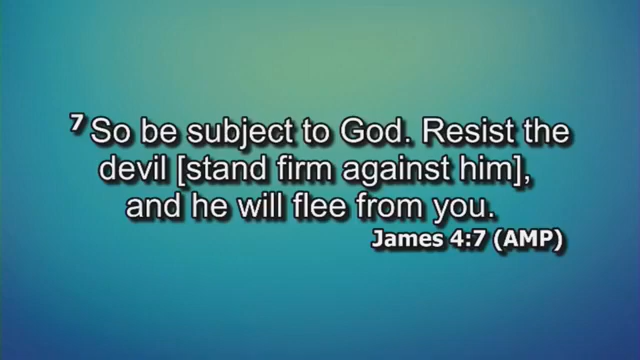 7 So be subject to God. Resist the
devil [stand firm against him],
and he will flee from you.
James 4:7 (AMP)